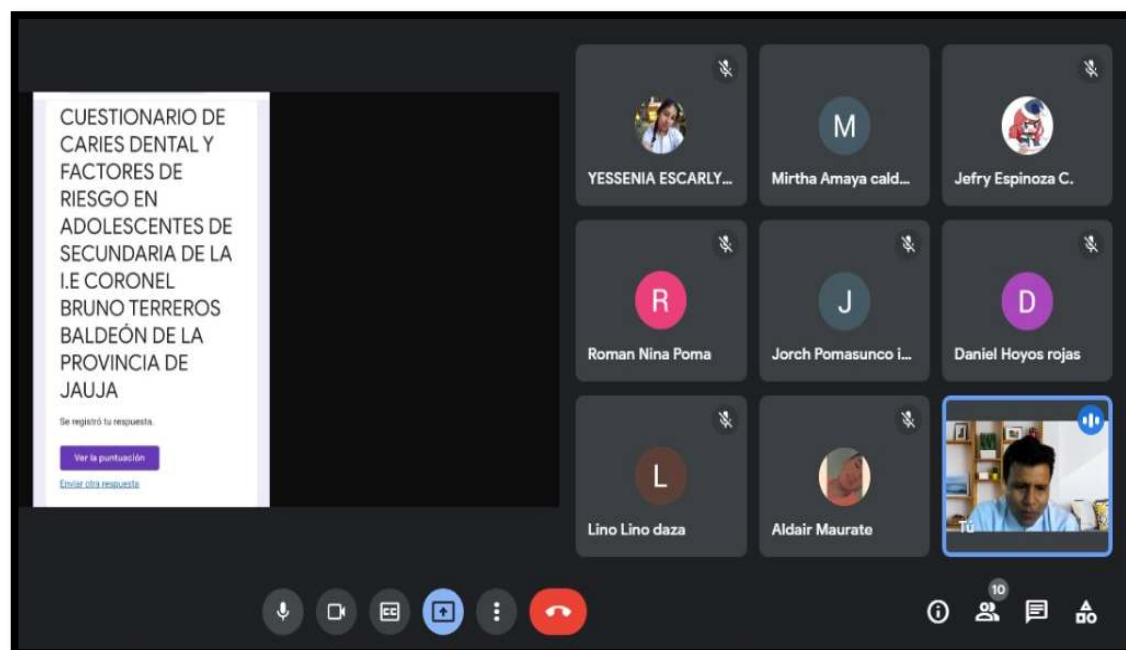 CUESTIONARIO DE
CARIES DENTAL Y
FACTORES DE
RIESGO EN
ADOLESCENTES DE
SECUNDARIA DE LA
I.E CORONEL
BRUNO TERREROS
BALDEÓN DE LA
PROVINCIA DE
JAUJA
Se registró tu respuesta.
Ver la puntuación
Enviar otra respuesta
YESSENIA ESCARLY...
M
Mirtha Amaya cald...
Jefry Espinoza C.
R
Roman Nina Poma
J
Jorch Pomasunco i...
D
Daniel Hoyos rojas
L
Lino Lino daza
Aldair Maurate
Tú
CC
10